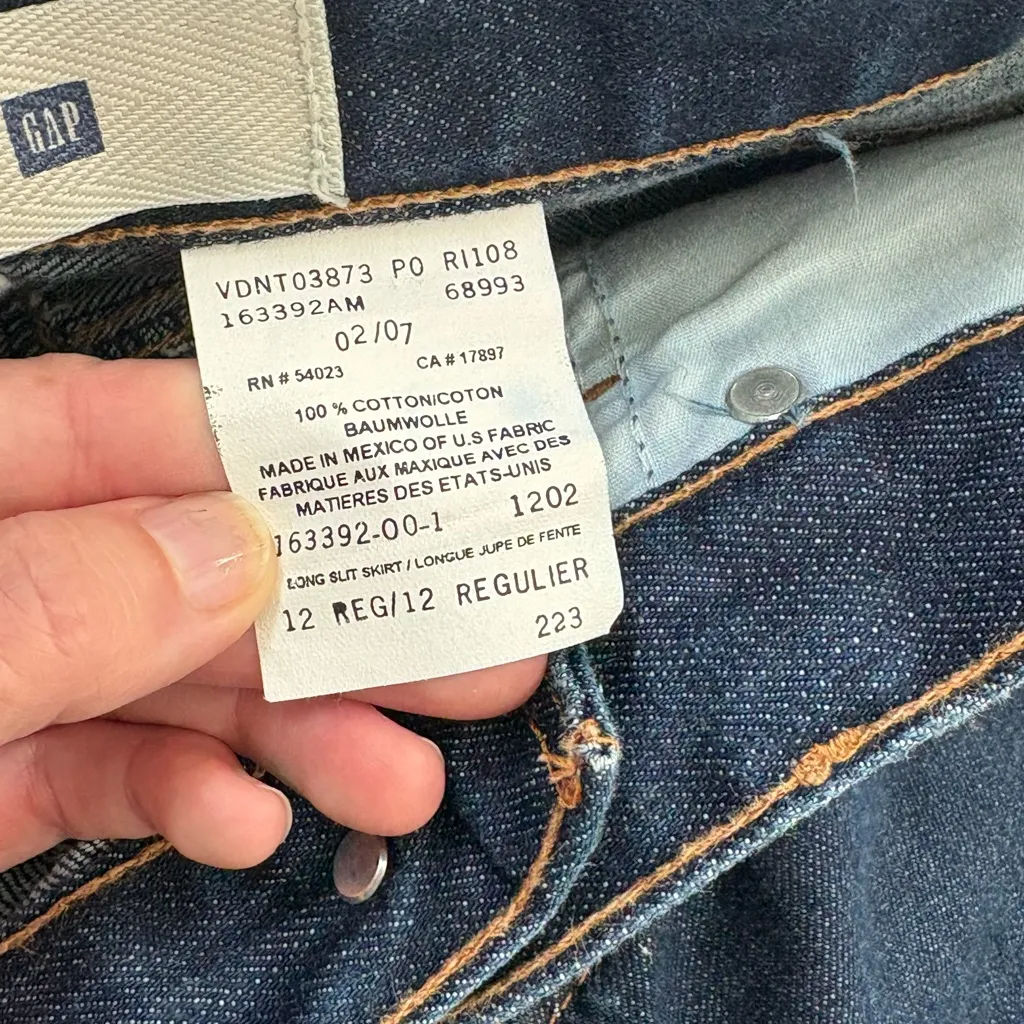 GAP
VDNT03873 PO RI108
163392AM 68993
02/07
RN # 54023 CA # 17897
100 % COTTON/COTON
BAUMWOLLE
MADE IN MEXICO OF U.S FABRIC
FABRIQUE AUX MAXIQUE AVEC DES
MATIERES DES ETATS-UNIS
163392-00-1 1202
LONG SLIT SKIRT / LONGUE JUPE DE FENTE
12 REG/12 REGULIER
223